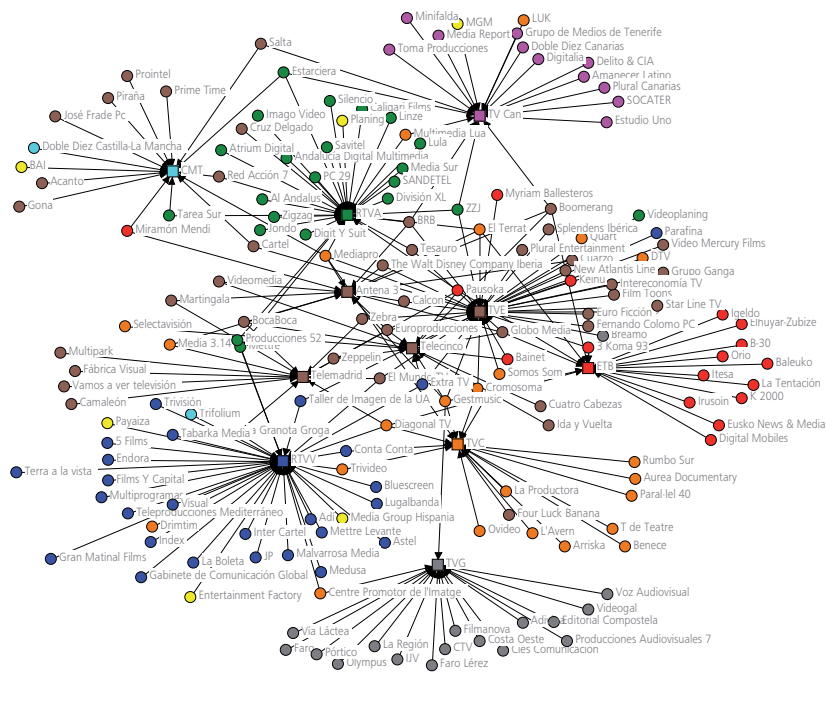 Minifalda
MGM
LUK
Media Report
Grupo de Medios de Tenerife
Salta
Toma Producciones
Doble Diez Canarias
Digitalia
Delito & CIA
Estarciera
Prointel
Amanecer Latino
Prime Time
Plural Canarias
Piraña
Silencio
SOCATER
Caligari Films
José Frade Pc
Imago Video
Linze
TV Can
Planing
Estudio Uno
Cruz Delgado
Multimedia Lua
Savitel
Lula
Doble Diez Castilla-La Mancha
Atrium Digital
Andalucía Digital Multimedia
BAI
CMT
Media Sur
Red Acción 7
PC 29
SANDETEL
Acanto
Myriam Ballesteros
Al Andalus
División XL
Gona
ZZJ
Boomerang
Tarea Sur
Zigzag
RTVA
Videoplaning
BRB
Miramón Mendi
Jondo
Digit Y Suit
El Terrat
Splendens Ibérica
Parafina
Quart
Cartel
Tesauro
Plural Entertainment
Video Mercury Films
Mediapro
Cuarzo
DTV
The Walt Disney Company Iberia
New Atlantis Line
Grupo Ganga
Videomedia
Keinu
Intereconomía TV
Antena 3
Pausoka
Film Toons
Martingala
Calcon
Star Line TV
TVE
Euro Ficción
Igeldo
Zebra
BocaBoca
Elhuyar-Zubize
Selectavisión
Europroducciones
Globo Media
Fernando Colomo PC
Breamo
Producciones 52
Media 3.14
Mettre
Telecinco
3 Koma 93
B-30
Multipark
Zeppelin
Bainet
Orio
Baleuko
Fàbrica Visual
ETB
Telemadrid
El Mundo TV
Somos Som
Itesa
Vamos a ver televisión
Extra TV
Cromosoma
La Tentación
Camaleón
Trivisión
Taller de Imagen de la UA
Gestmusic
Cuatro Cabezas
Irusoin
K 2000
Trifolium
Payaiza
Diagonal TV
Ida y Vuelta
Eusko News & Media
Tabarka Media
a Granota Groga
5 Films
TVC
Digital Mobiles
Conta Conta
Endora
RTVV
Rumbo Sur
Terra a la vista
Trivideo
Films Y Capital
Aurea Documentary
Bluescreen
La Productora
Multiprogramas
Paral·lel 40
Visual
Lugalbanda
Teleproducciones Mediterráneo
Four Luck Banana
Media Group Hispania
Drimtim
T de Teatre
Inter Cartel
Mettre Levante
Ovideo
L'Avern
Index
Astel
Arriska
Benece
Gran Matinal Films
JP
Malvarrosa Media
La Boleta
TVG
Medusa
Gabinete de Comunicación Global
Entertainment Factory
Centre Promotor de l'Imatge
Voz Audiovisual
Videogal
Editorial Compostela
Vía Láctea
Filmanova
Costa Oeste
Producciones Audiovisuales 7
Faro
La Región
CTV
Cíes Comunicación
Pórtico
IJV
Olympus
Faro Lérez